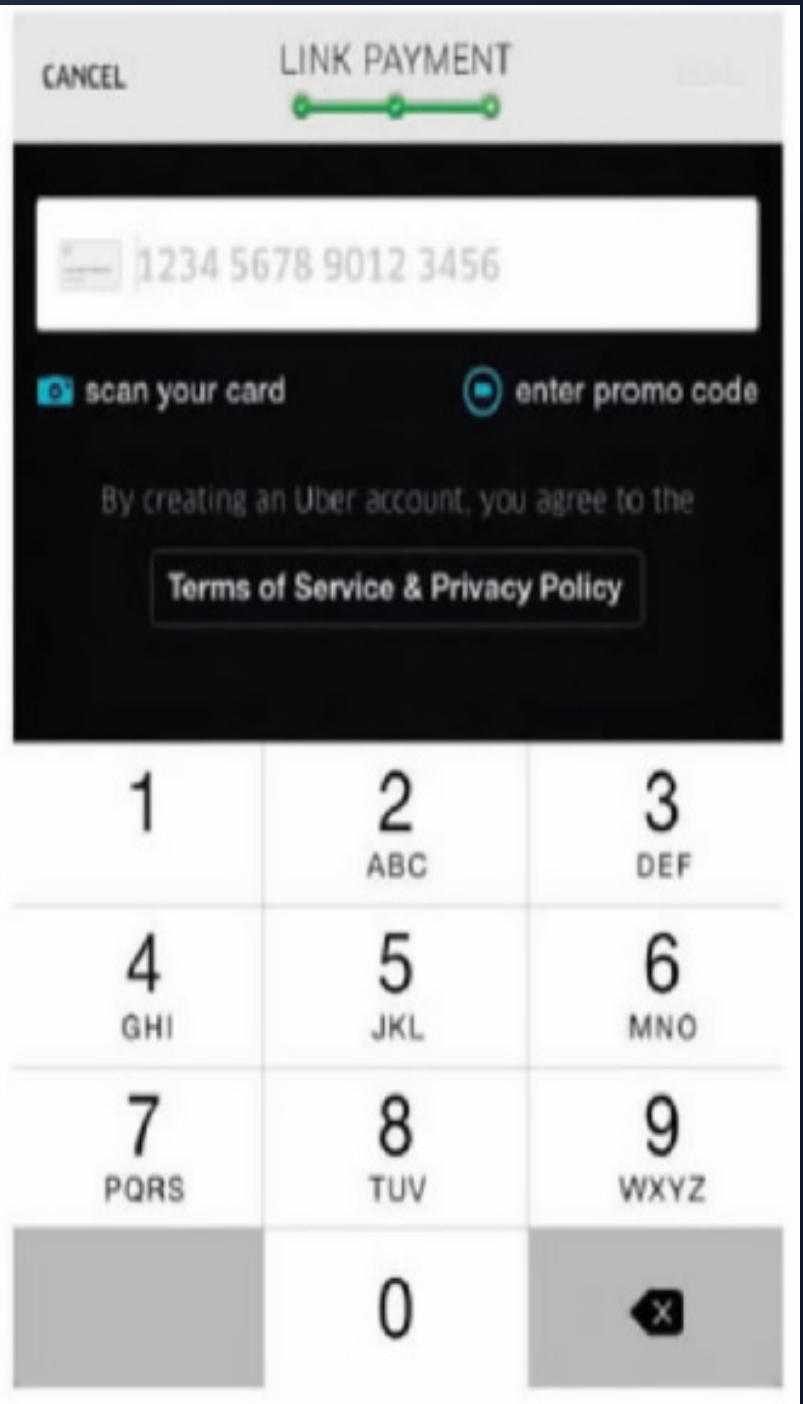 CANCEL
LINK PAYMENT
1234 5678 9012 3456
scan your card
enter promo code
By creating an Uber account, you agree to the
Terms of Service & Privacy Policy
1
2
3
ABC
DEF
4
5
6
GHI
JKL
MNO
7
8
9
PQRS
TUV
WXYZ
0